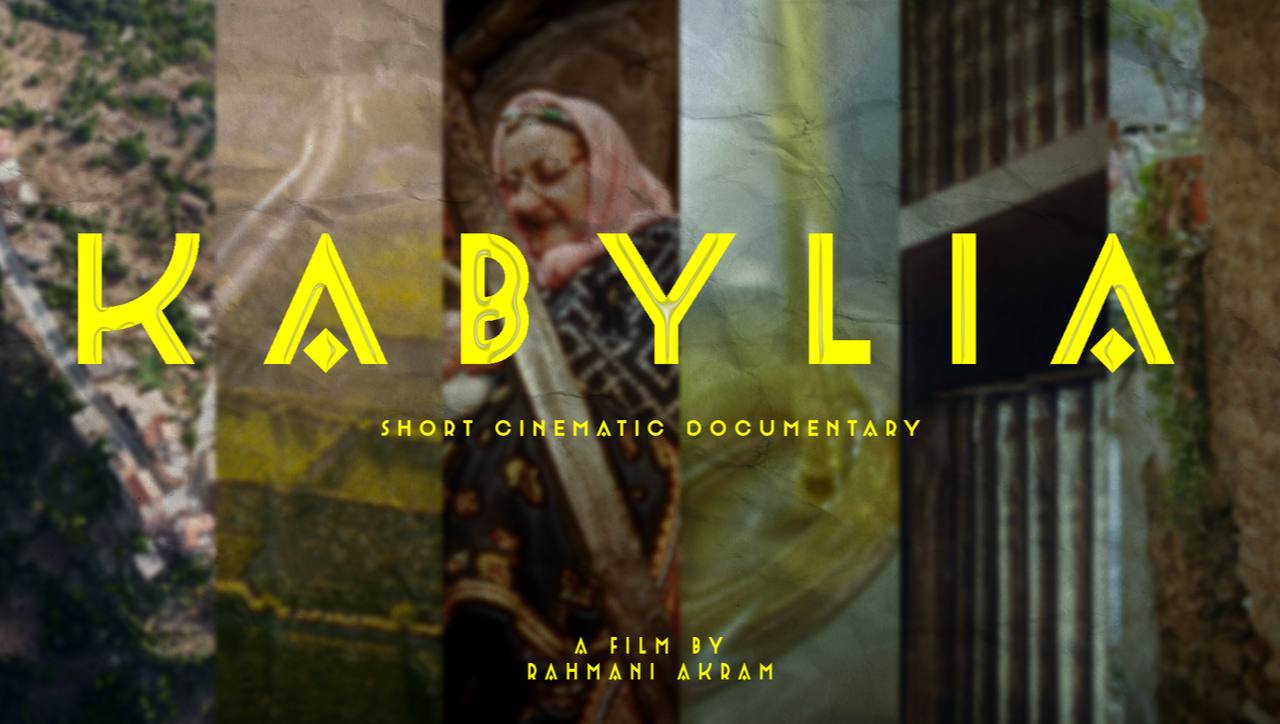 KABYLIA
SHORT CINEMATIC DOCUMENTARY
A FILM BY
RAHMANI AKRAM